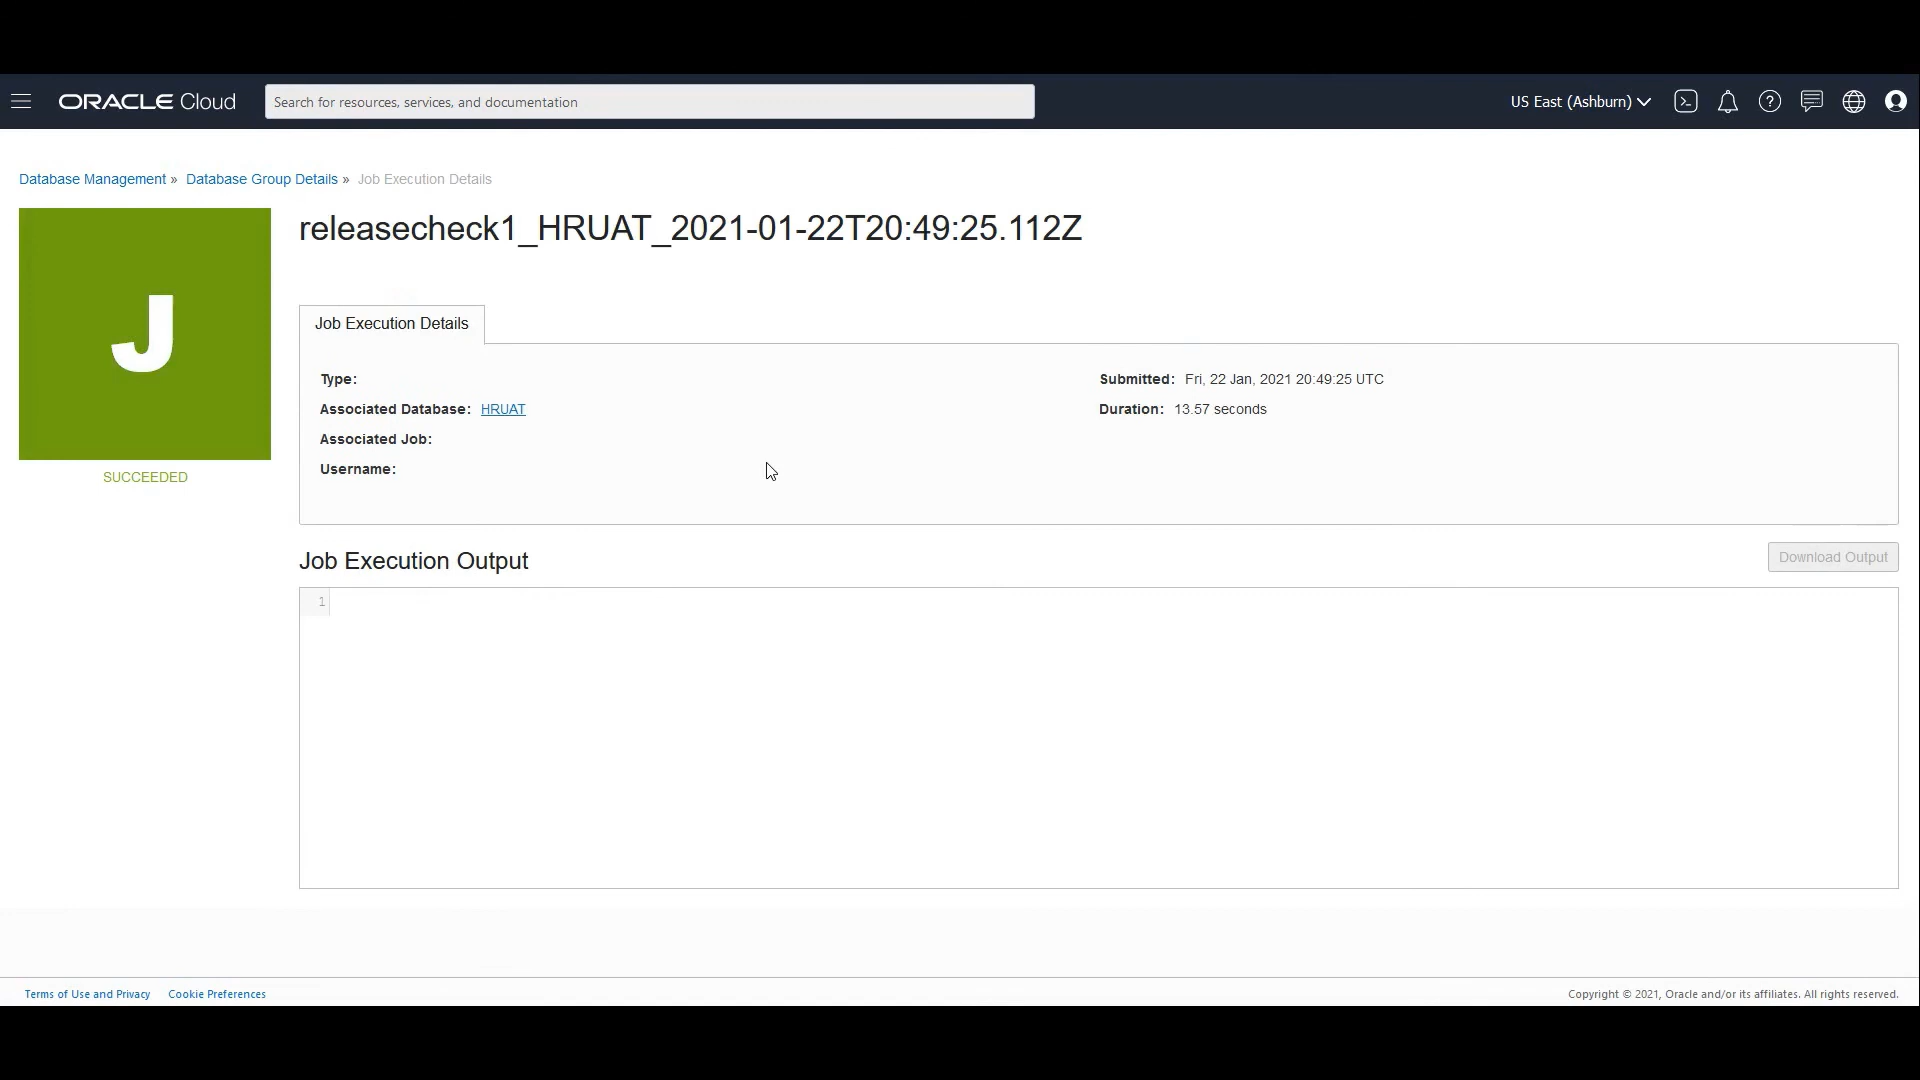 ORACLE Cloud
Search for resources, services, and documentation
US East (Ashburn)
Database Management » Database Group Details » Job Execution Details
J
SUCCEEDED
releasecheck1_HRUAT_2021-01-22T20:49:25.112Z
Job Execution Details
Type:
Associated Database: HRUAT
Associated Job:
Username:
Submitted: Fri, 22 Jan, 2021 20:49:25 UTC
Duration: 13.57 seconds
Job Execution Output
Download Output
1
Terms of Use and Privacy Cookie Preferences
Copyright © 2021, Oracle and/or its affiliates. All rights reserved.